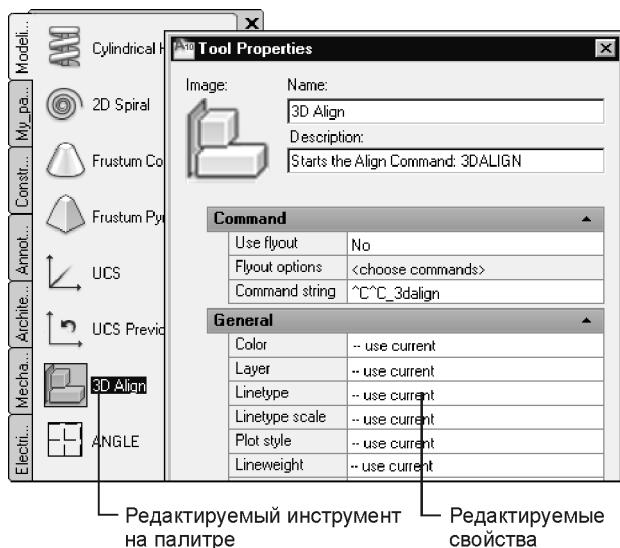 Modeli...
My_pa...
Constr...
Annot...
Archite...
Mecha...
Electri...
Cylindrical H
2D Spiral
Frustum Co
Frustum Pyr
UCS
UCS Previo
3D Align
ANGLE
A10 Tool Properties
Image:
Name:
3D Align
Description:
Starts the Align Command: 3DALIGN
Command
Use flyout No
Flyout options <choose commands>
Command string ^C^C_3dalign
General
Color -- use current
Layer -- use current
Linetype -- use current
Linetype scale -- use current
Plot style -- use current
Lineweight -- use current
Редактируемый инструмент
на палитре
Редактируемые
свойства